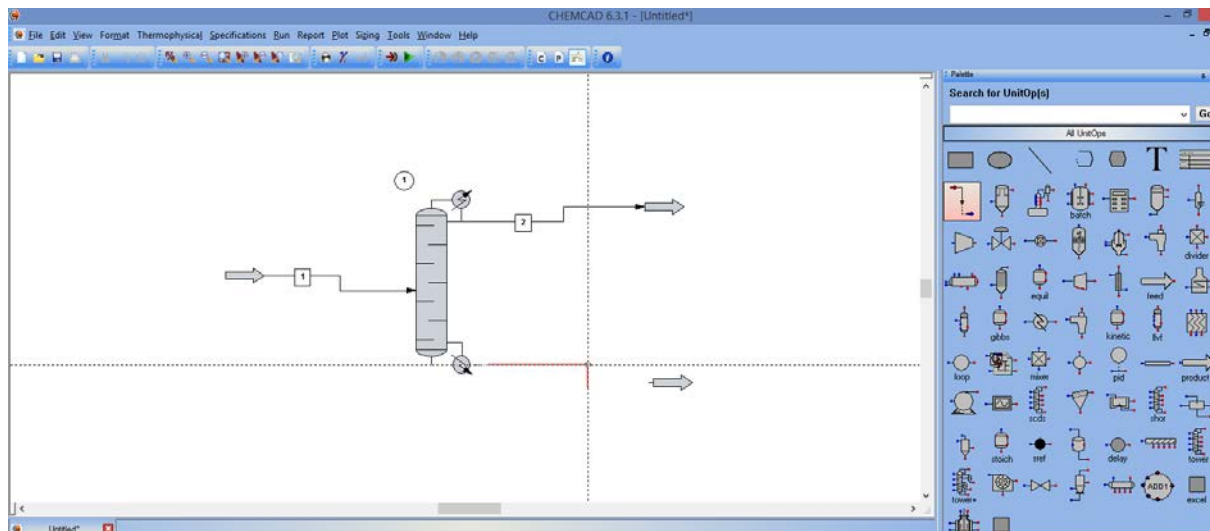 CHEMCAD 6.3.1 - [Untitled*]
File Edit View Format Thermophysical Specifications Run Report Plot Sizing Tools Window Help
C P
Palette
Search for UnitOp(s)
Go
All UnitOps
T
batch
divider
equil
feed
gibbs
kinetic
llvf
loop
mixer
pid
product
scds
shor
stoich
sref
delay
tower
tower+
ADD1
excel
1
2
1
Untitled*